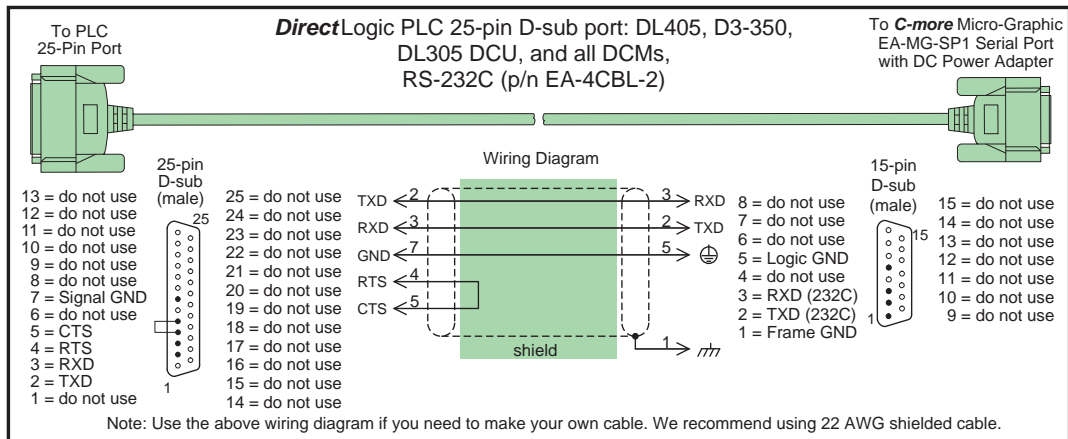 To PLC
25-Pin Port
DirectLogic PLC 25-pin D-sub port: DL405, D3-350,
DL305 DCU, and all DCMs,
RS-232C (p/n EA-4CBL-2)
To C-more Micro-Graphic
EA-MG-SP1 Serial Port
with DC Power Adapter
25-pin
D-sub
(male)
13 = do not use
12 = do not use
11 = do not use
10 = do not use
9 = do not use
8 = do not use
7 = Signal GND
6 = do not use
5 = CTS
4 = RTS
3 = RXD
2 = TXD
1 = do not use
25
1
25 = do not use
24 = do not use
23 = do not use
22 = do not use
21 = do not use
20 = do not use
19 = do not use
18 = do not use
17 = do not use
16 = do not use
15 = do not use
14 = do not use
Wiring Diagram
TXD 2 3 RXD
RXD 3 2 TXD
GND 7 5
RTS 4
CTS 5
shield
1
8 = do not use
7 = do not use
6 = do not use
5 = Logic GND
4 = do not use
3 = RXD (232C)
2 = TXD (232C)
1 = Frame GND
15-pin
D-sub
(male)
15
1
15 = do not use
14 = do not use
13 = do not use
12 = do not use
11 = do not use
10 = do not use
9 = do not use
Note: Use the above wiring diagram if you need to make your own cable. We recommend using 22 AWG shielded cable.